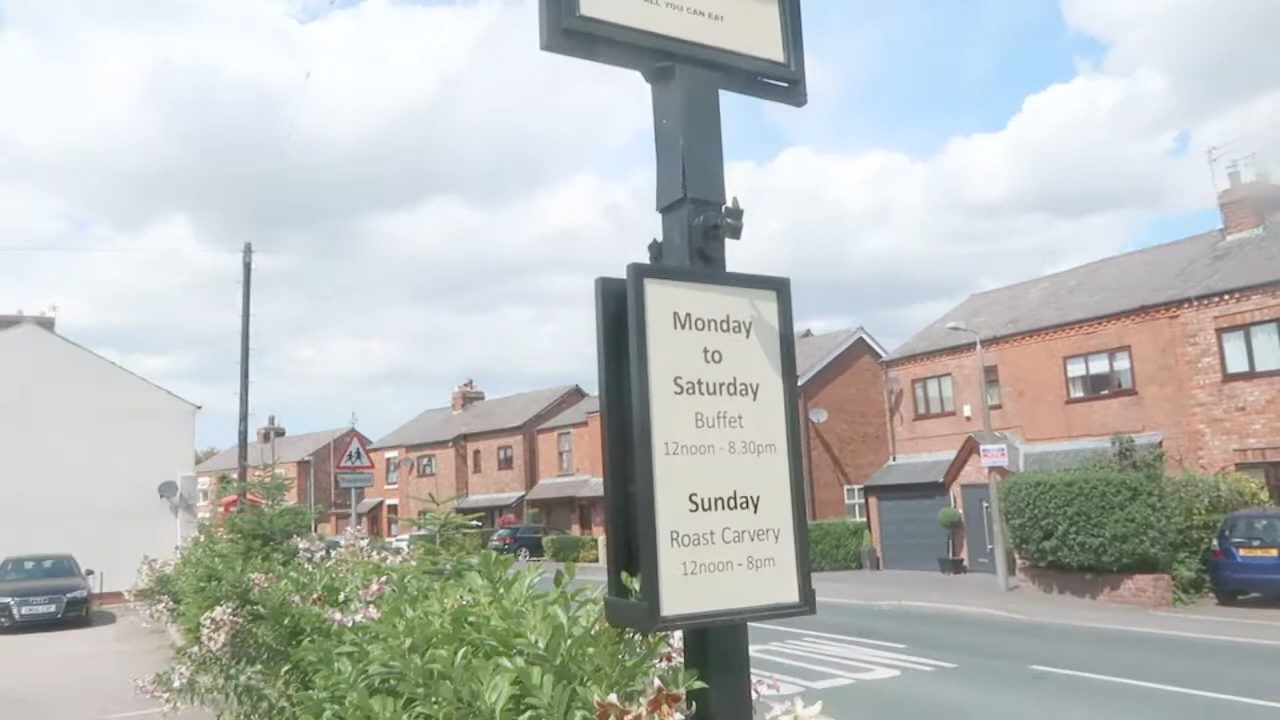 ALL YOU CAN EAT
Monday
to
Saturday
Buffet
12noon - 8.30pm
Sunday
Roast Carvery
12noon - 8pm